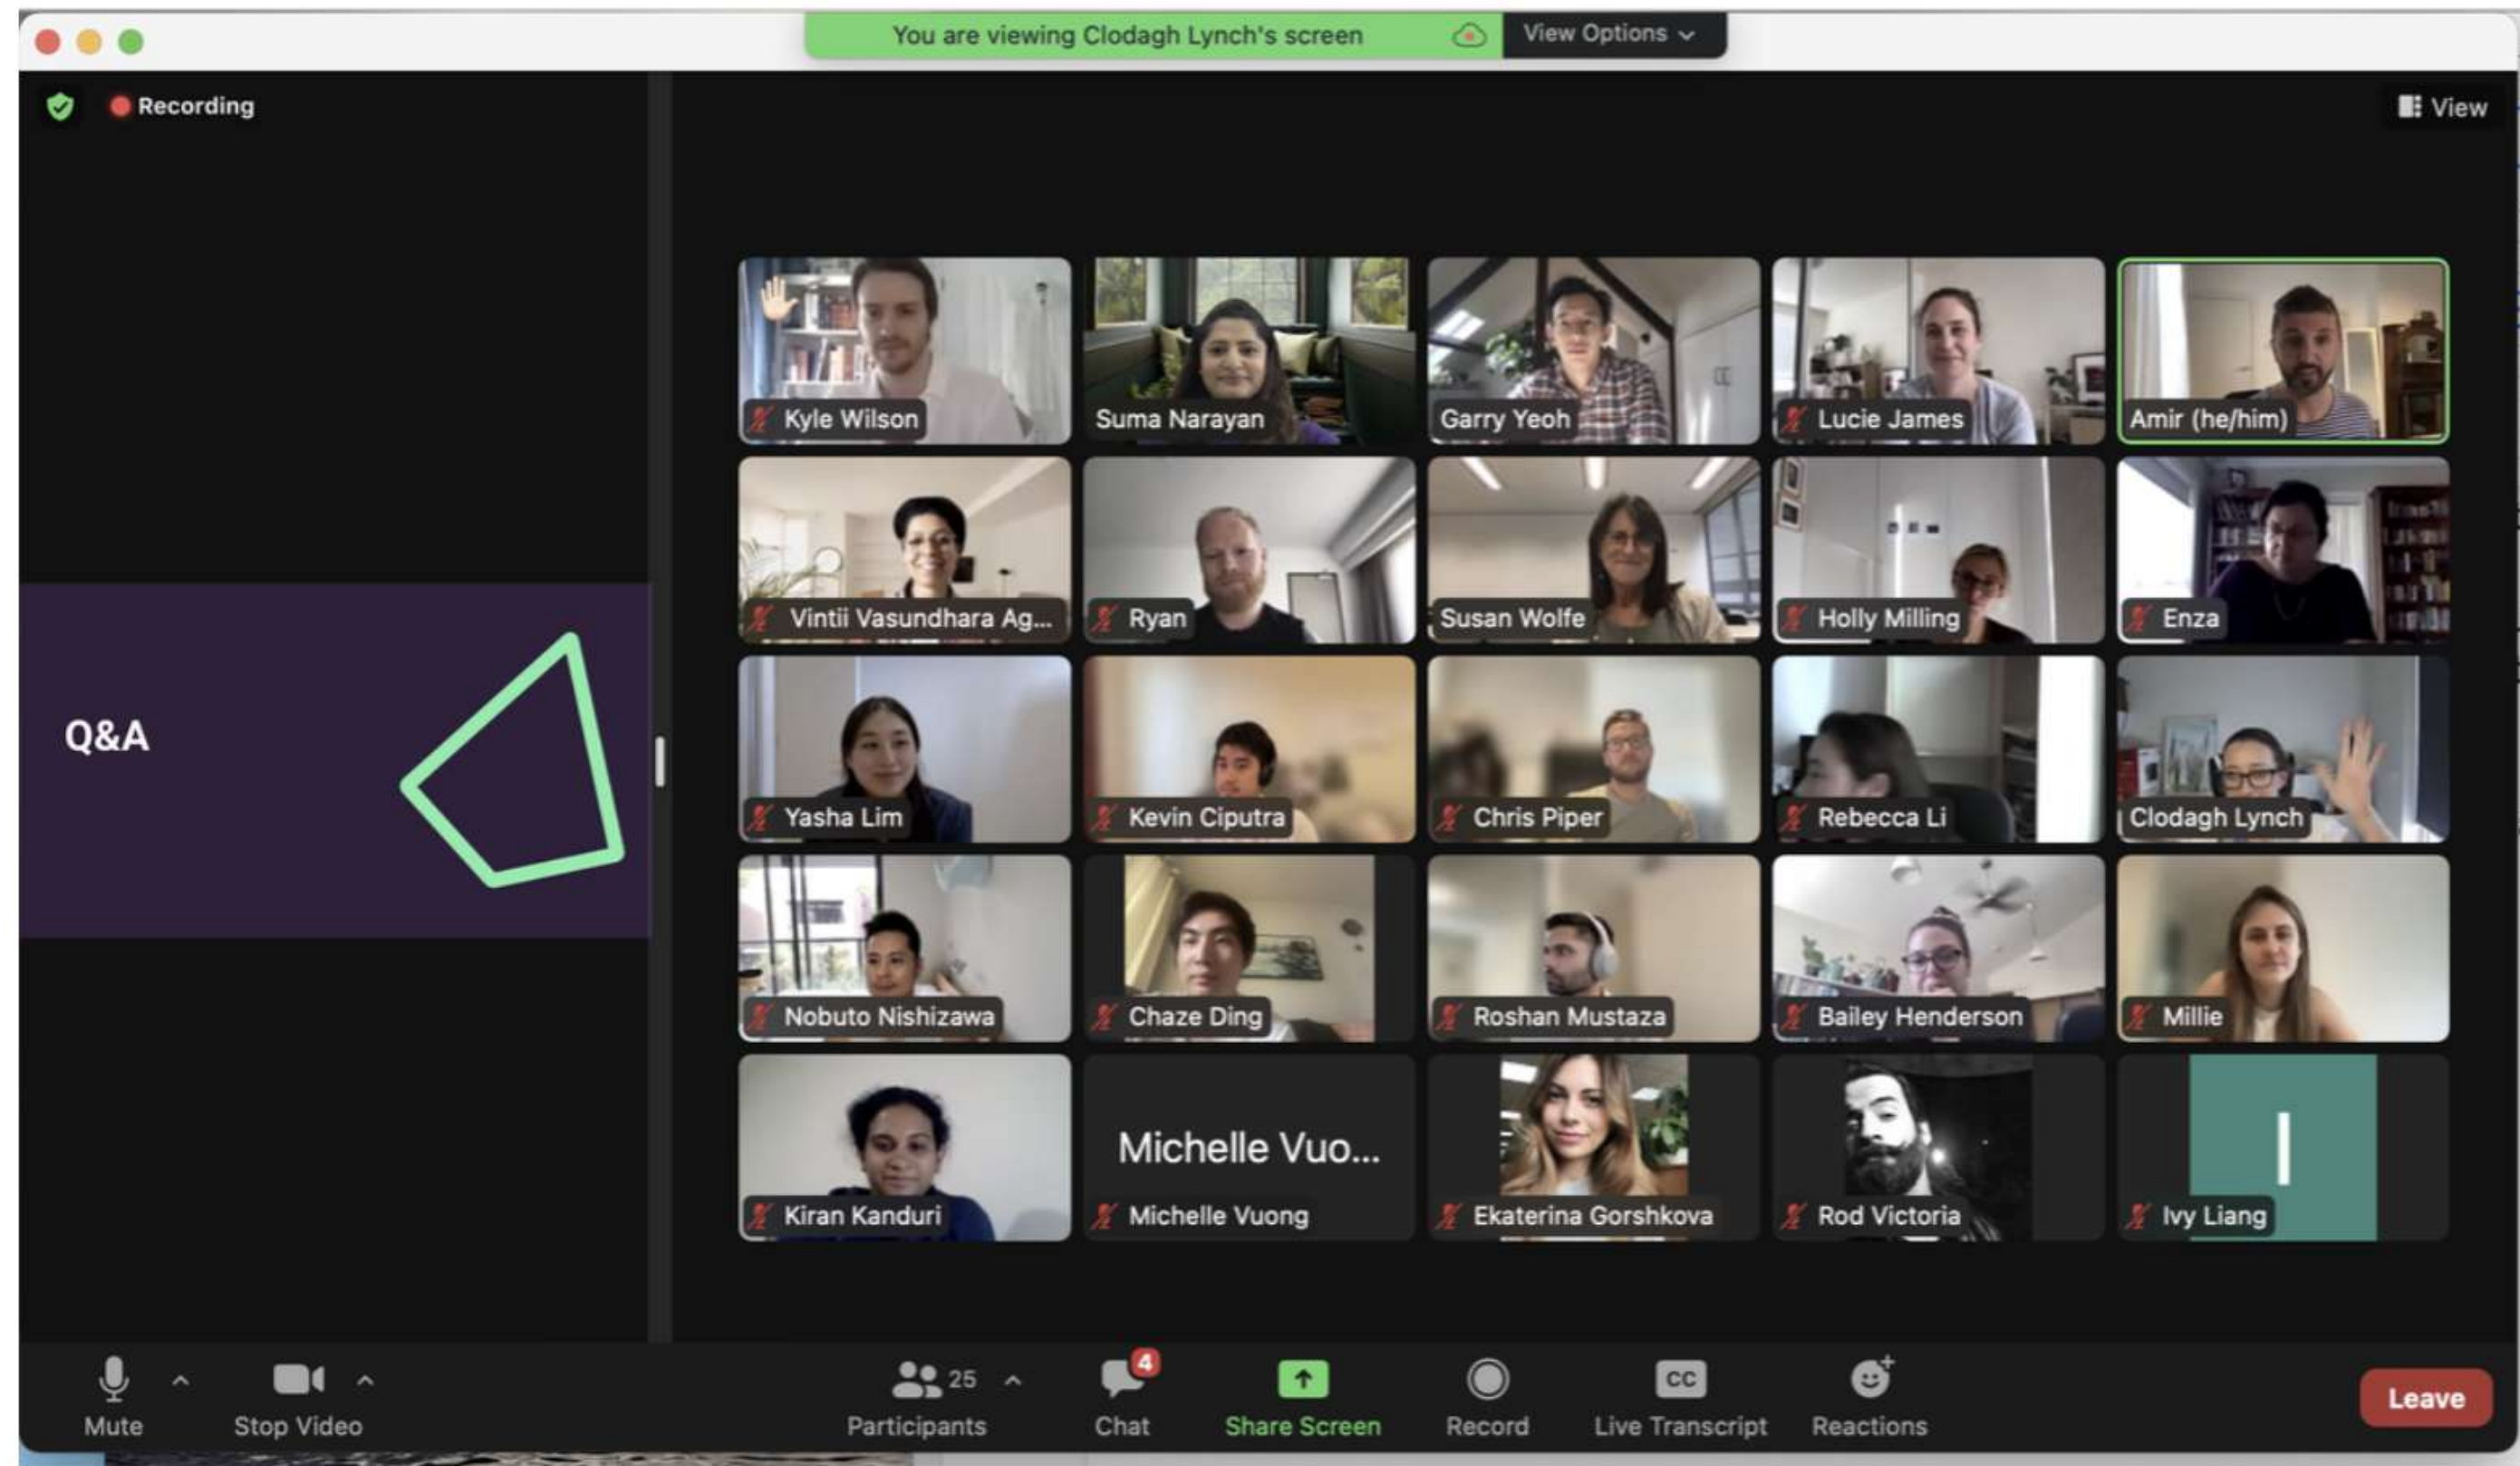 You are viewing Clodagh Lynch's screen
View Options
Recording
View
Q&A
Kyle Wilson
Suma Narayan
Garry Yeoh
Lucie James
Amir (he/him)
Vintii Vasundhara Ag...
Ryan
Susan Wolfe
Holly Milling
Enza
Yasha Lim
Kevin Ciputra
Chris Piper
Rebecca Li
Clodagh Lynch
Nobuto Nishizawa
Chaze Ding
Roshan Mustaza
Bailey Henderson
Millie
Kiran Kanduri
Michelle Vuo...
Michelle Vuong
Ekaterina Gorshkova
Rod Victoria
I
Ivy Liang
Mute
Stop Video
25
Participants
4
Chat
Share Screen
Record
CC
Live Transcript
Reactions
Leave